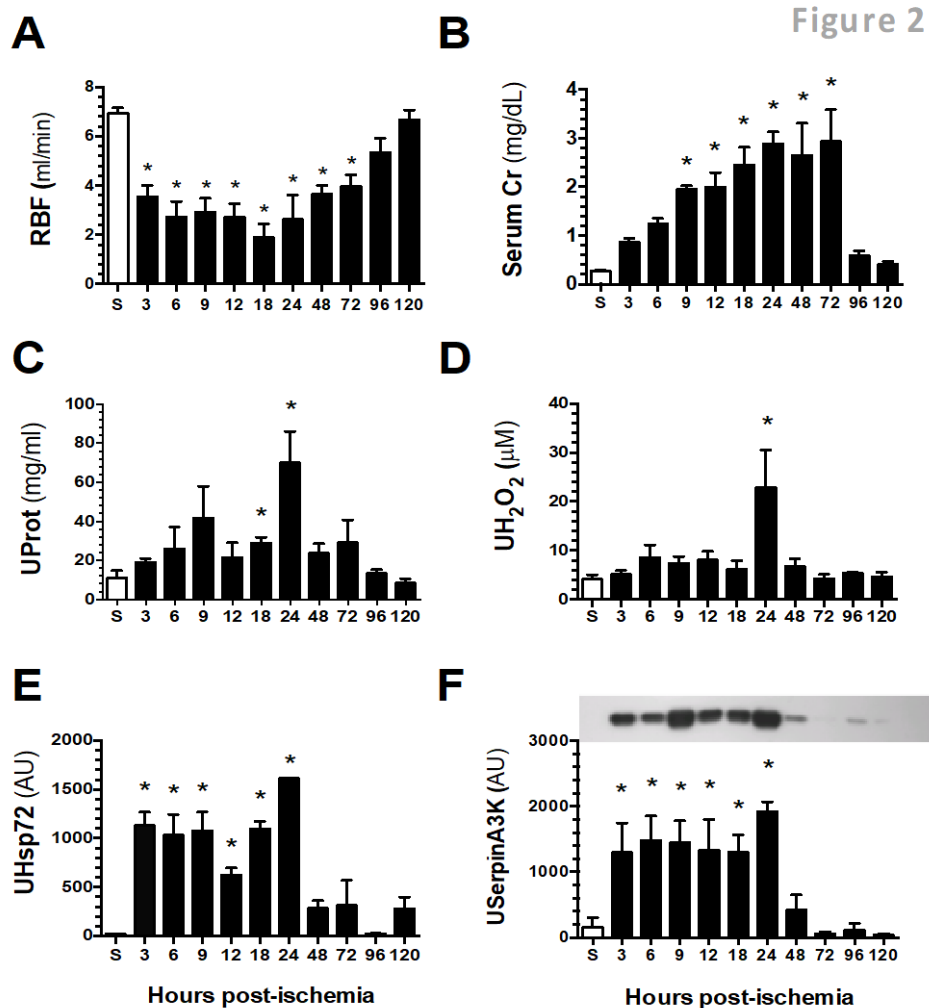 Figure 2
A
RBF (ml/min)
8
6
4
2
0
* * * * * * * *
S 3 6 9 12 18 24 48 72 96 120
B
Serum Cr (mg/dL)
4
3
2
1
0
* * * * * *
S 3 6 9 12 18 24 48 72 96 120
C
UProt (mg/ml)
100
80
60
40
20
0
* *
S 3 6 9 12 18 24 48 72 96 120
D
UH2O2 (μM)
40
30
20
10
0
*
S 3 6 9 12 18 24 48 72 96 120
E
UHsp72 (AU)
2000
1500
1000
500
0
* * * * * *
S 3 6 9 12 18 24 48 72 96 120
Hours post-ischemia
F
USerpinA3K (AU)
3000
2000
1000
0
* * * * * *
S 3 6 9 12 18 24 48 72 96 120
Hours post-ischemia